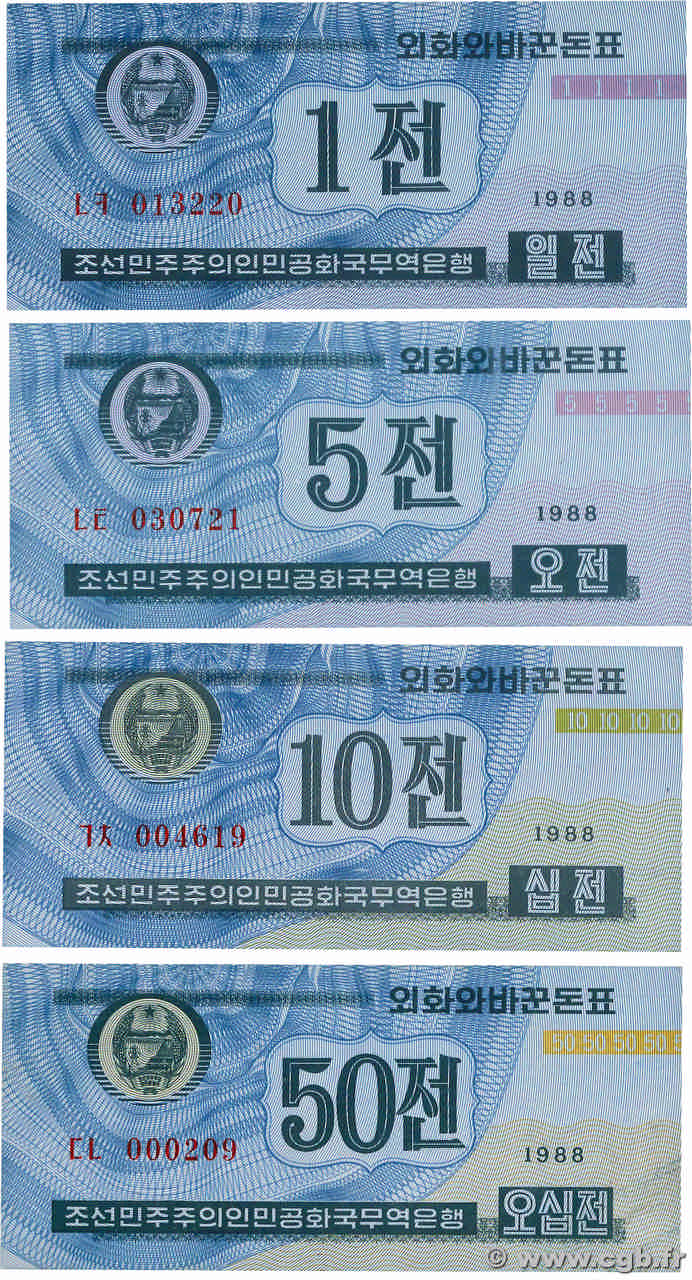 외화와바꾼돈표
1 1 1 1
1전
ㄴㅋ 013220
1988
조선민주주의인민공화국무역은행
일전
외화와바꾼돈표
5 5 5 5
5전
ㄴㅌ 030721
1988
조선민주주의인민공화국무역은행
오전
외화와바꾼돈표
10 10 10 10
10전
ㄱㅈ 004619
1988
조선민주주의인민공화국무역은행
십전
외화와바꾼돈표
50 50 50 50 5
50전
ㄷㄴ 000209
1988
조선민주주의인민공화국무역은행
오십전
© www.cgb.fr